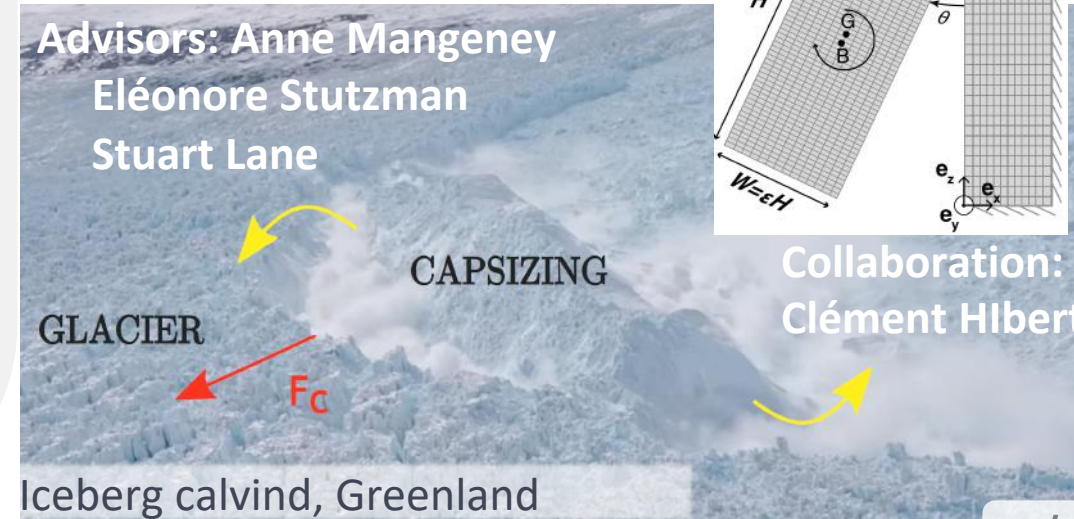 Advisors: Anne Mangeney
Eléonore Stutzman
Stuart Lane
H
G
B
θ
W=εH
e_z
e_x
e_y
CAPSIZING
Collaboration:
Clément HIbert
GLACIER
F_C
Iceberg calvind, Greenland